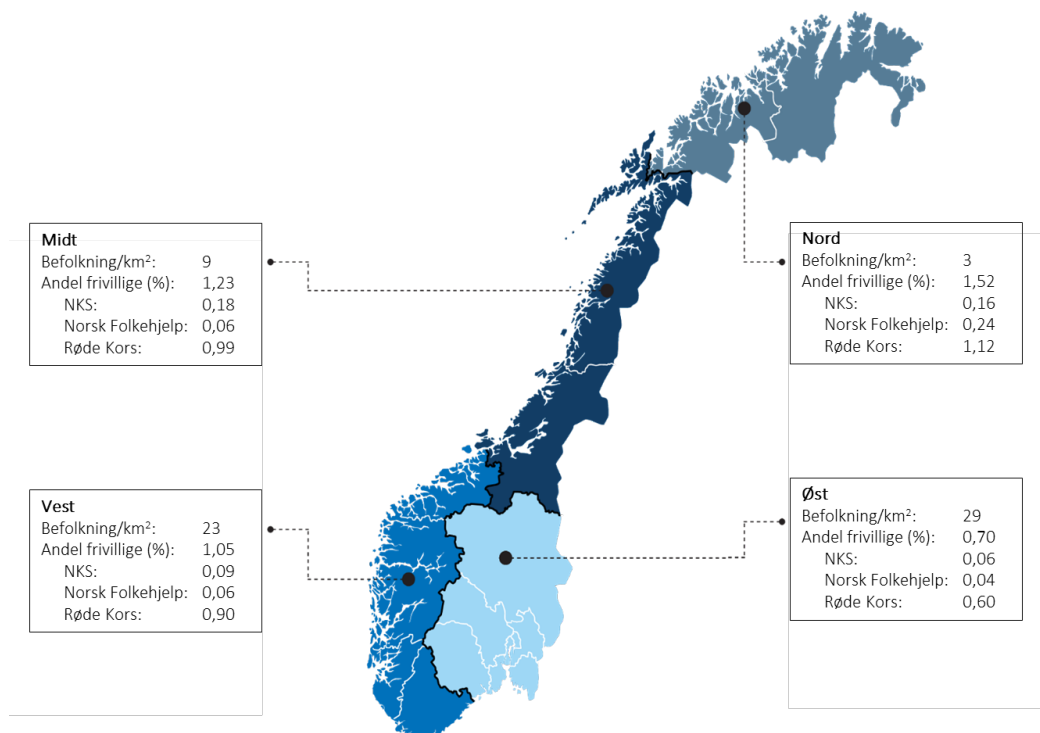 Midt
Befolkning/km²: 9
Andel frivillige (%): 1,23
NKS: 0,18
Norsk Folkehjelp: 0,06
Røde Kors: 0,99
Nord
Befolkning/km²: 3
Andel frivillige (%): 1,52
NKS: 0,16
Norsk Folkehjelp: 0,24
Røde Kors: 1,12
Vest
Befolkning/km²: 23
Andel frivillige (%): 1,05
NKS: 0,09
Norsk Folkehjelp: 0,06
Røde Kors: 0,90
Øst
Befolkning/km²: 29
Andel frivillige (%): 0,70
NKS: 0,06
Norsk Folkehjelp: 0,04
Røde Kors: 0,60